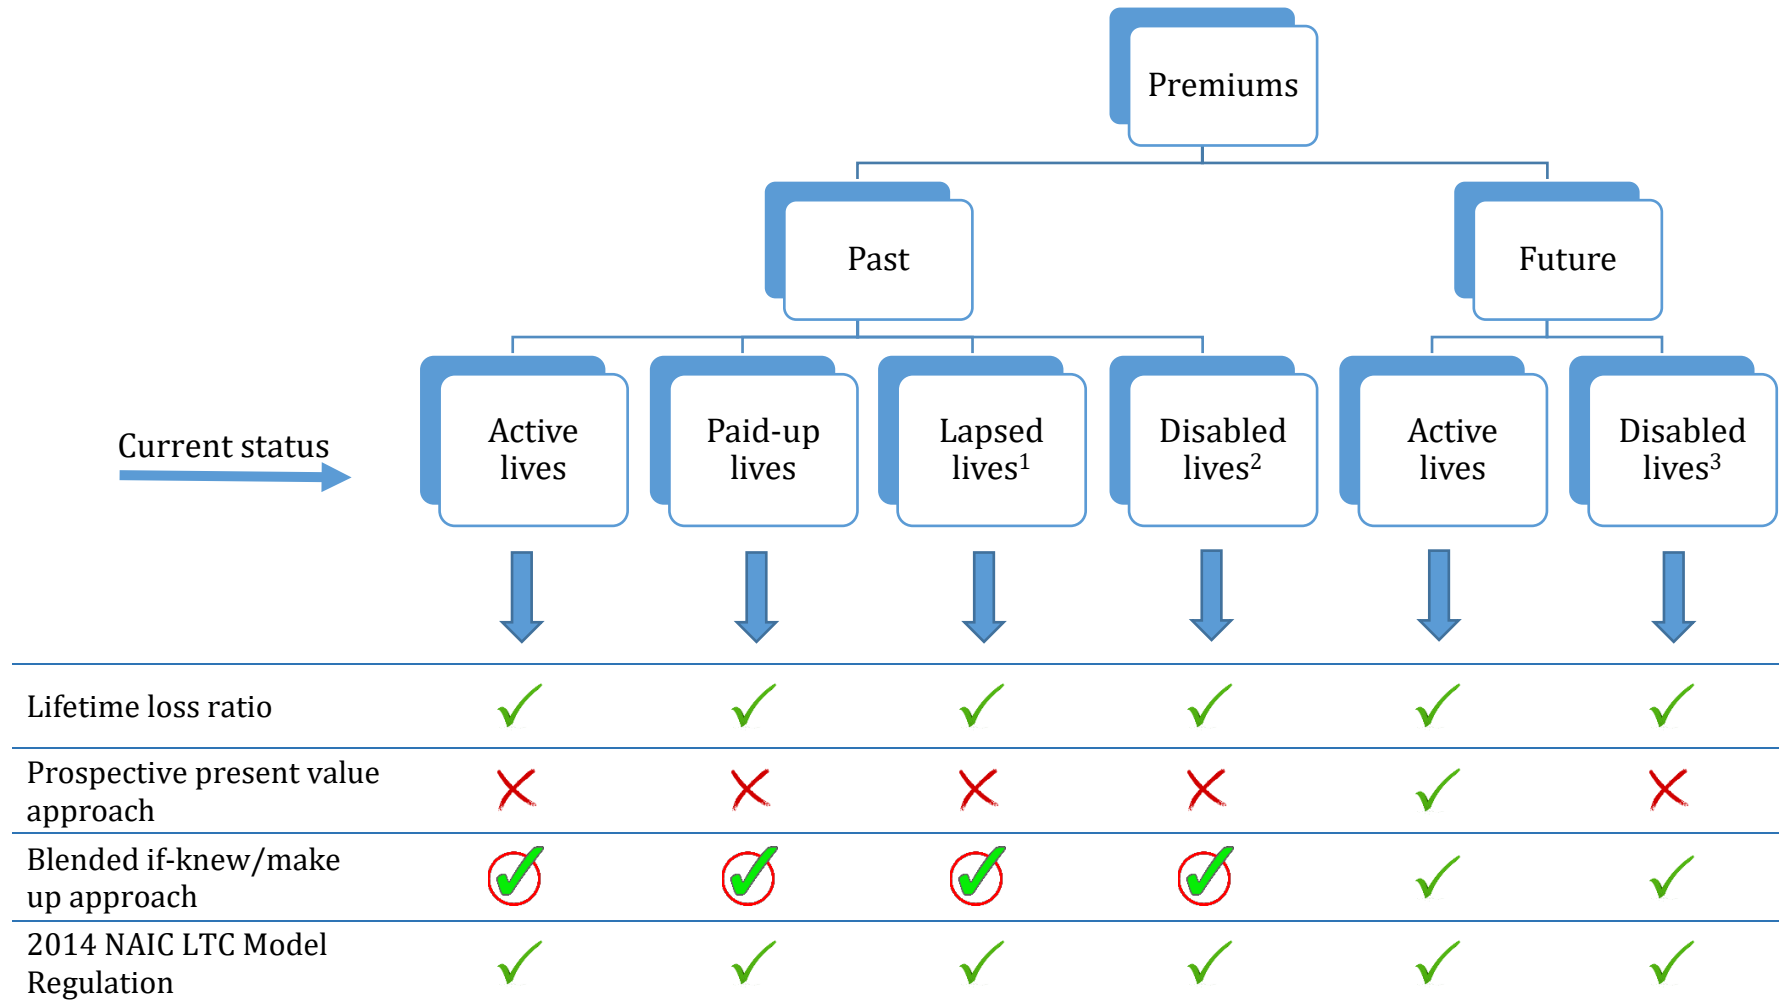 Premiums
Past
Future
Current status
Active
lives
Paid-up
lives
Lapsed
lives¹
Disabled
lives²
Active
lives
Disabled
lives³
Lifetime loss ratio
Prospective present value
approach
Blended if-knew/make
up approach
2014 NAIC LTC Model
Regulation